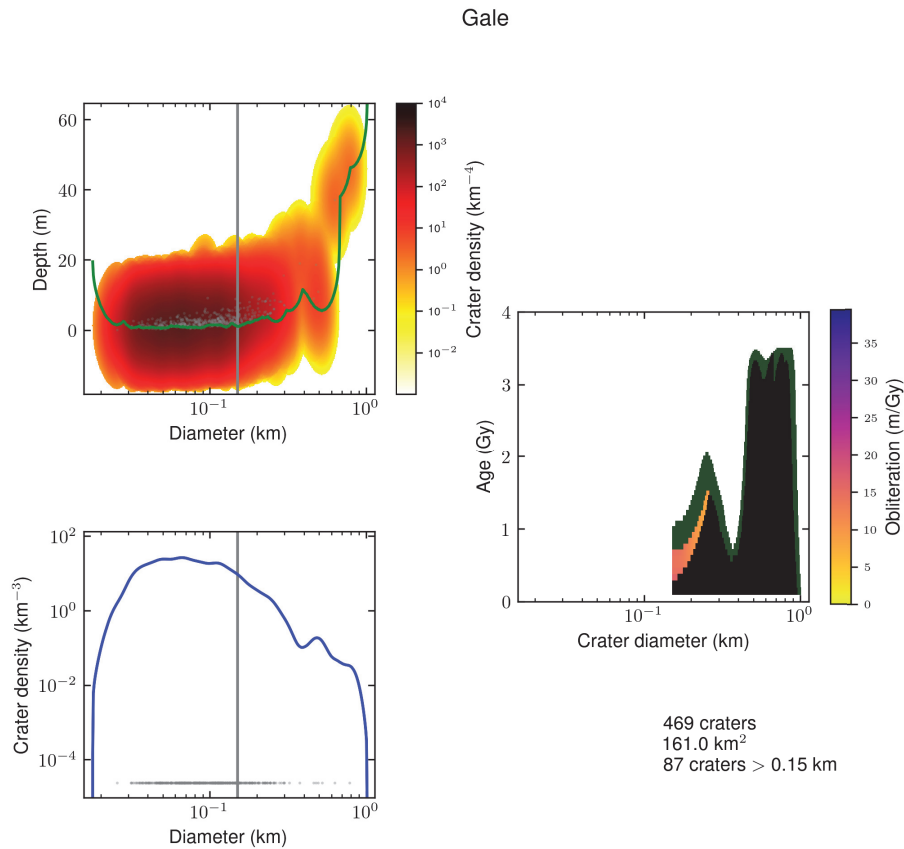 Gale
60
40
20
0
Depth (m)
10⁻¹
10⁰
Diameter (km)
10⁴
10³
10²
10¹
10⁰
10⁻¹
10⁻²
Crater density (km⁻⁴)
4
3
2
1
0
Age (Gy)
10⁻¹
10⁰
Crater diameter (km)
35
30
25
20
15
10
5
0
Obliteration (m/Gy)
10²
10⁰
10⁻²
10⁻⁴
Crater density (km⁻³)
10⁻¹
10⁰
Diameter (km)
469 craters
161.0 km²
87 craters > 0.15 km